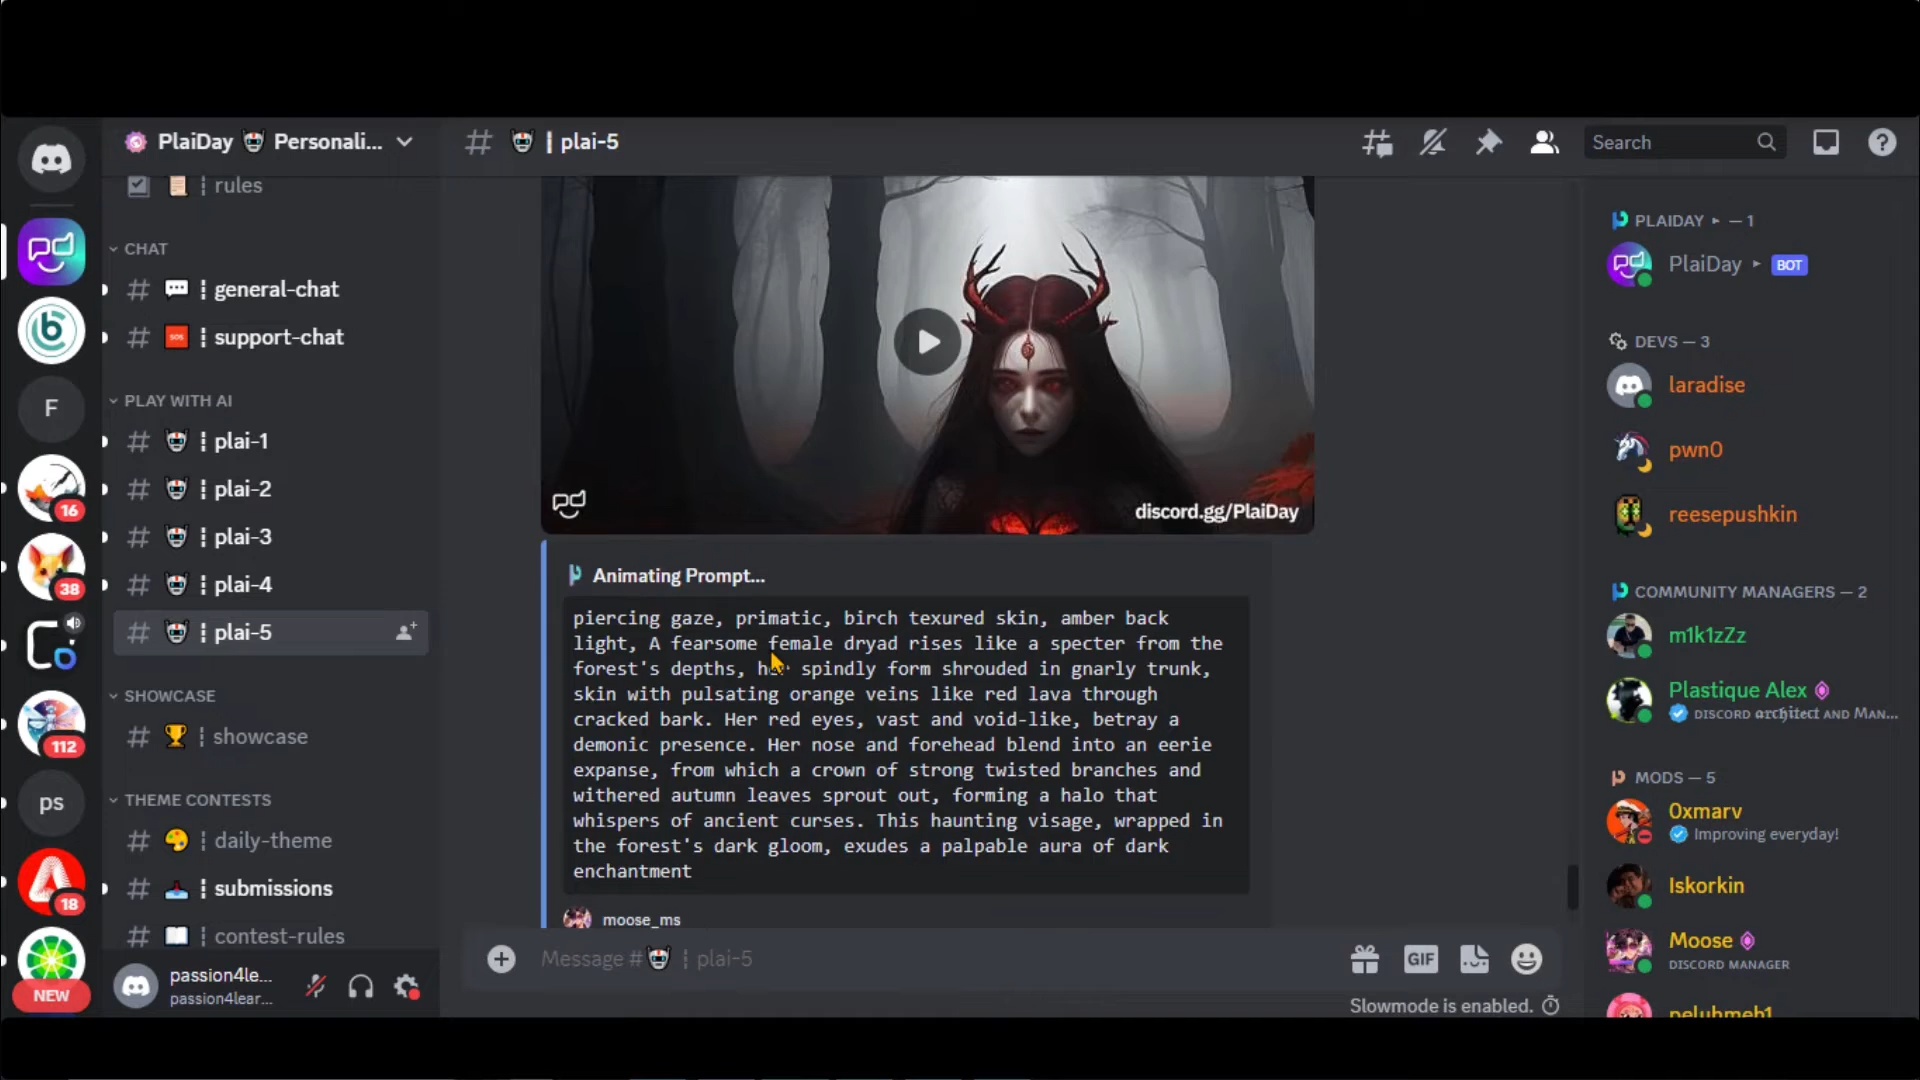 PlaiDay Personali...
plai-5
Search
rules
CHAT
general-chat
support-chat
PLAY WITH AI
plai-1
plai-2
plai-3
plai-4
plai-5
SHOWCASE
showcase
THEME CONTESTS
daily-theme
submissions
contest-rules
passion4le...
passion4lear...
F
16
38
112
ps
18
NEW
SOS
discord.gg/PlaiDay
Animating Prompt...
piercing gaze, primatic, birch texured skin, amber back
light, A fearsome female dryad rises like a specter from the
forest's depths, her spindly form shrouded in gnarly trunk,
skin with pulsating orange veins like red lava through
cracked bark. Her red eyes, vast and void-like, betray a
demonic presence. Her nose and forehead blend into an eerie
expanse, from which a crown of strong twisted branches and
withered autumn leaves sprout out, forming a halo that
whispers of ancient curses. This haunting visage, wrapped in
the forest's dark gloom, exudes a palpable aura of dark
enchantment
moose_ms
Message # plai-5
GIF
Slowmode is enabled.
PLAIDAY ▸ — 1
PlaiDay ▸ BOT
DEVS — 3
laradise
pwn0
reesepushkin
COMMUNITY MANAGERS — 2
m1k1zZz
Plastique Alex
DISCORD architect AND MAN...
MODS — 5
0xmarv
Improving everyday!
Iskorkin
Moose
DISCORD MANAGER